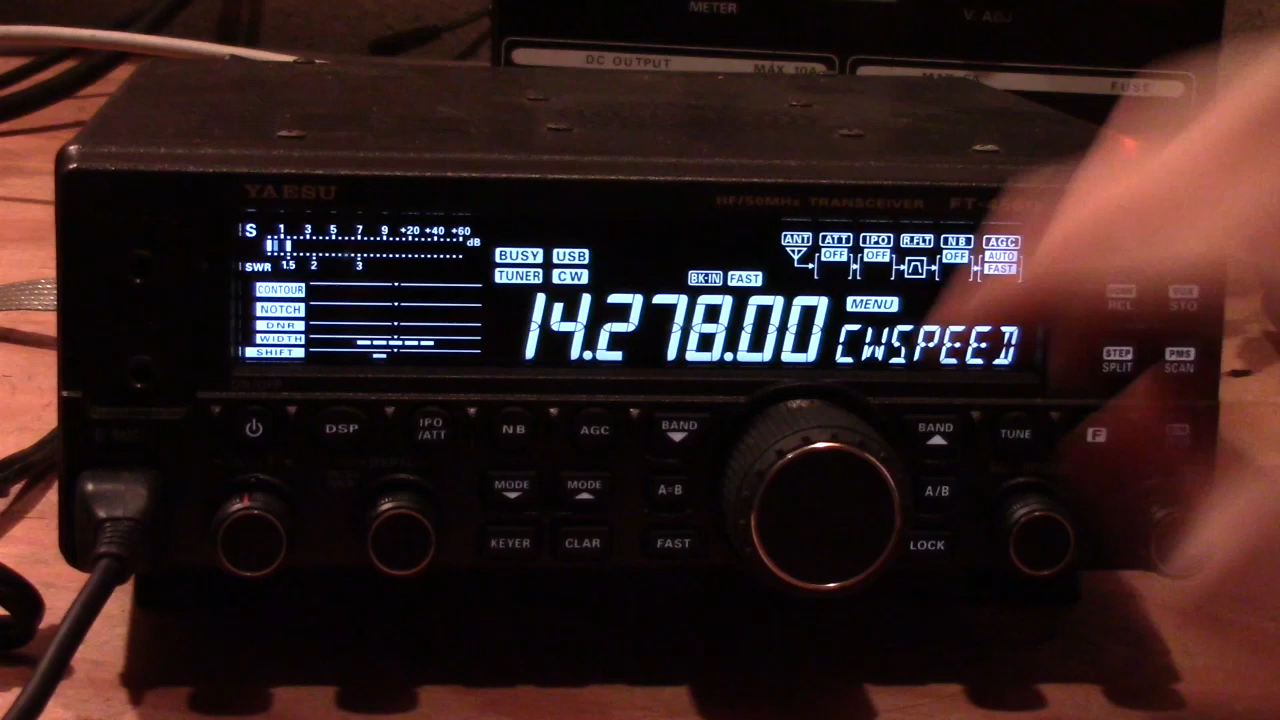 METER
V. ADJ
DC OUTPUT
MAX. 10A
FUSE
YAESU
HF/50MHz TRANSCEIVER
S 1 3 5 7 9 +20 +40 +60 dB
SWR 1.5 2 3
BUSY USB
TUNER CW
BK-IN FAST
ANT ATT IPO R.FLT NB AGC
OFF OFF OFF AUTO
FAST
CONTOUR
NOTCH
DNR
WIDTH
SHIFT
14.278.00
MENU
CWSPEED
RCL STO
STEP PMS
SPLIT SCAN
DSP
IPO
/ATT
NB
AGC
BAND
BAND
TUNE
F
MODE
MODE
A=B
A/B
KEYER
CLAR
FAST
LOCK